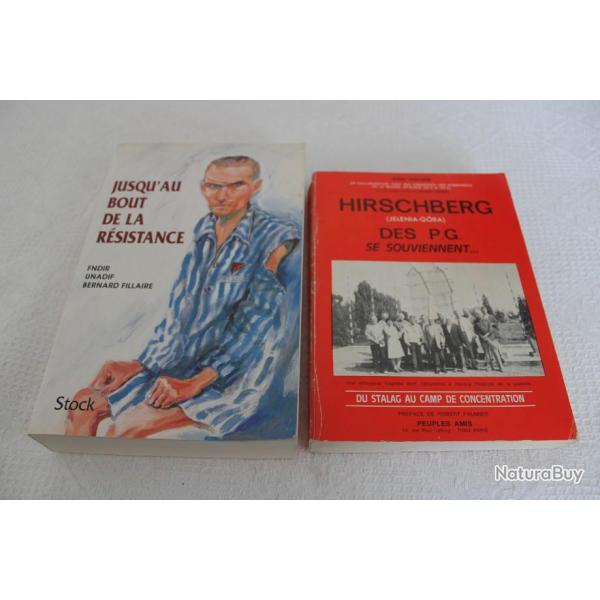 JUSQU'AU
BOUT
DE LA
RÉSISTANCE
FNDIR
UNADIF
BERNARD FILLAIRE
Stock
HIRSCHBERG
(JELENIA-GÒRA)
DES P.G.
SE SOUVIENNENT...
DU STALAG AU CAMP DE CONCENTRATION
PRÉFACE DE ROBERT PAUMIER
PEUPLES AMIS
NaturaBuy